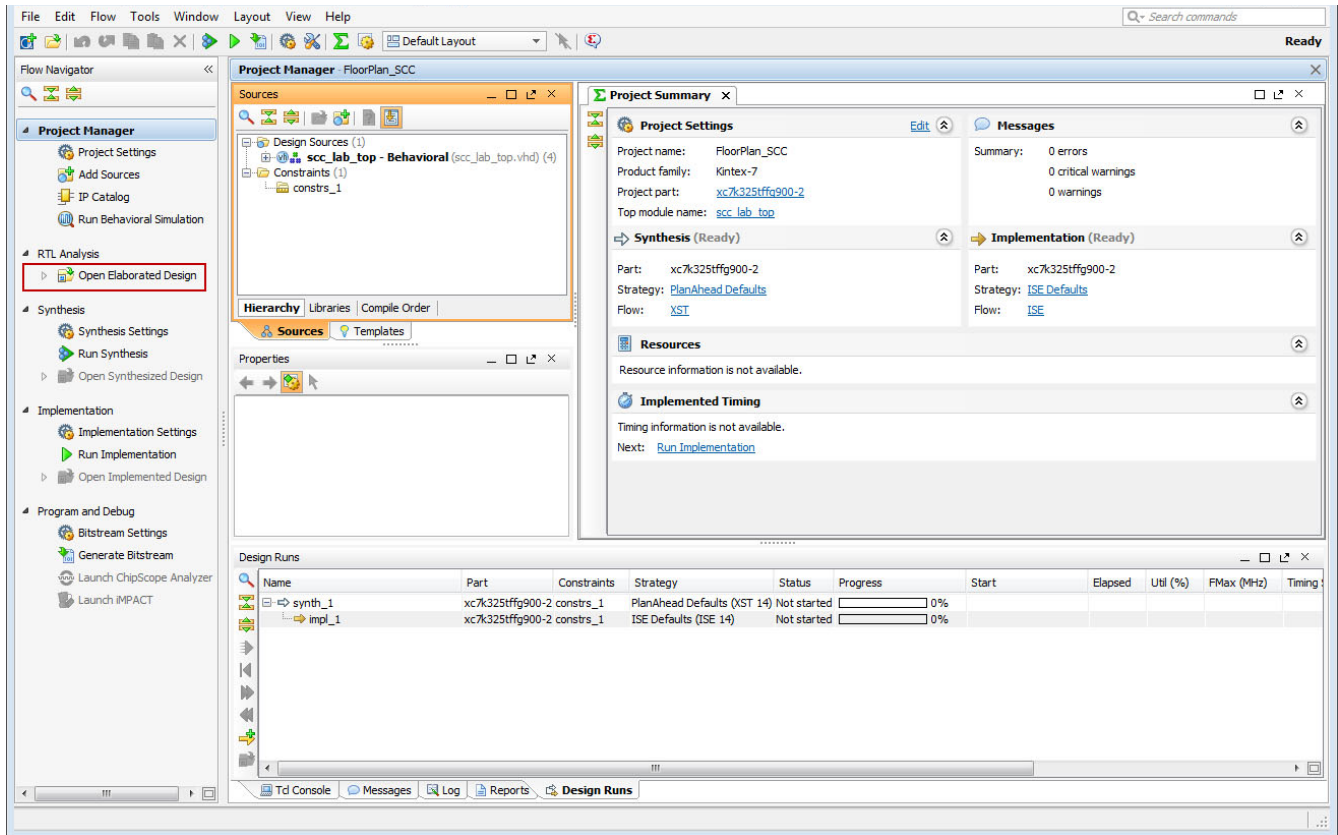 File Edit Flow Tools Window Layout View Help
Search commands
Default Layout
Ready
Flow Navigator
Project Manager
Project Settings
Add Sources
IP Catalog
Run Behavioral Simulation
RTL Analysis
Open Elaborated Design
Synthesis
Synthesis Settings
Run Synthesis
Open Synthesized Design
Implementation
Implementation Settings
Run Implementation
Open Implemented Design
Program and Debug
Bitstream Settings
Generate Bitstream
Launch ChipScope Analyzer
Launch iMPACT
Project Manager - FloorPlan_SCC
Sources
Design Sources (1)
scc_lab_top - Behavioral (scc_lab_top.vhd) (4)
Constraints (1)
constrs_1
Hierarchy Libraries Compile Order
Sources Templates
Properties
Project Summary
Project Settings Edit
Project name: FloorPlan_SCC
Product family: Kintex-7
Project part: xc7k325tffg900-2
Top module name: scc_lab_top
Messages
Summary: 0 errors
0 critical warnings
0 warnings
Synthesis (Ready)
Part: xc7k325tffg900-2
Strategy: PlanAhead Defaults
Flow: XST
Implementation (Ready)
Part: xc7k325tffg900-2
Strategy: ISE Defaults
Flow: ISE
Resources
Resource information is not available.
Implemented Timing
Timing information is not available.
Next: Run Implementation
Design Runs
Name Part Constraints Strategy Status Progress Start Elapsed Util (%) FMax (MHz) Timing
synth_1 xc7k325tffg900-2 constrs_1 PlanAhead Defaults (XST 14) Not started 0%
impl_1 xc7k325tffg900-2 constrs_1 ISE Defaults (ISE 14) Not started 0%
Tcl Console Messages Log Reports Design Runs